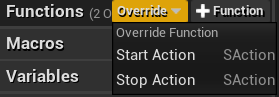 Functions (2 O Override + Function
Macros
Override Function
Start Action SAction
Variables
Stop Action SAction